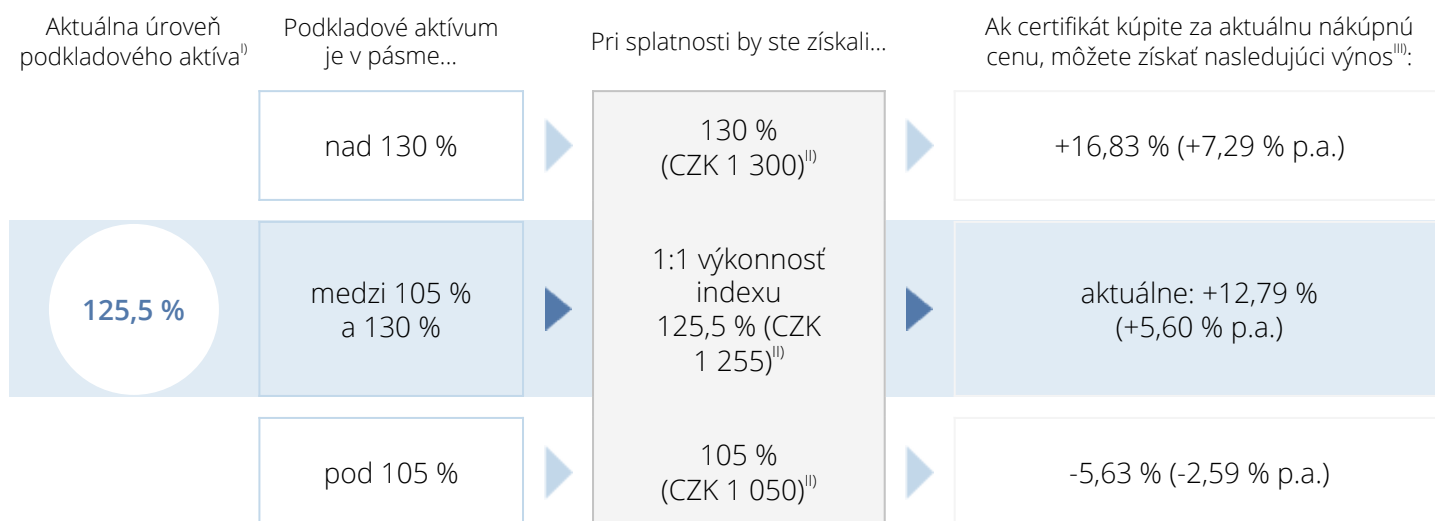 Aktuálna úroveň
podkladového aktíva^I)
Podkladové aktívum
je v pásme...
Pri splatnosti by ste získali...
Ak certifikát kúpite za aktuálnu nákupnú
cenu, môžete získať nasledujúci výnos^III):
nad 130 %
130 %
(CZK 1 300)^II)
+16,83 % (+7,29 % p.a.)
125,5 %
medzi 105 %
a 130 %
1:1 výkonnosť
indexu
125,5 % (CZK
1 255)^II)
aktuálne: +12,79 %
(+5,60 % p.a.)
pod 105 %
105 %
(CZK 1 050)^II)
-5,63 % (-2,59 % p.a.)